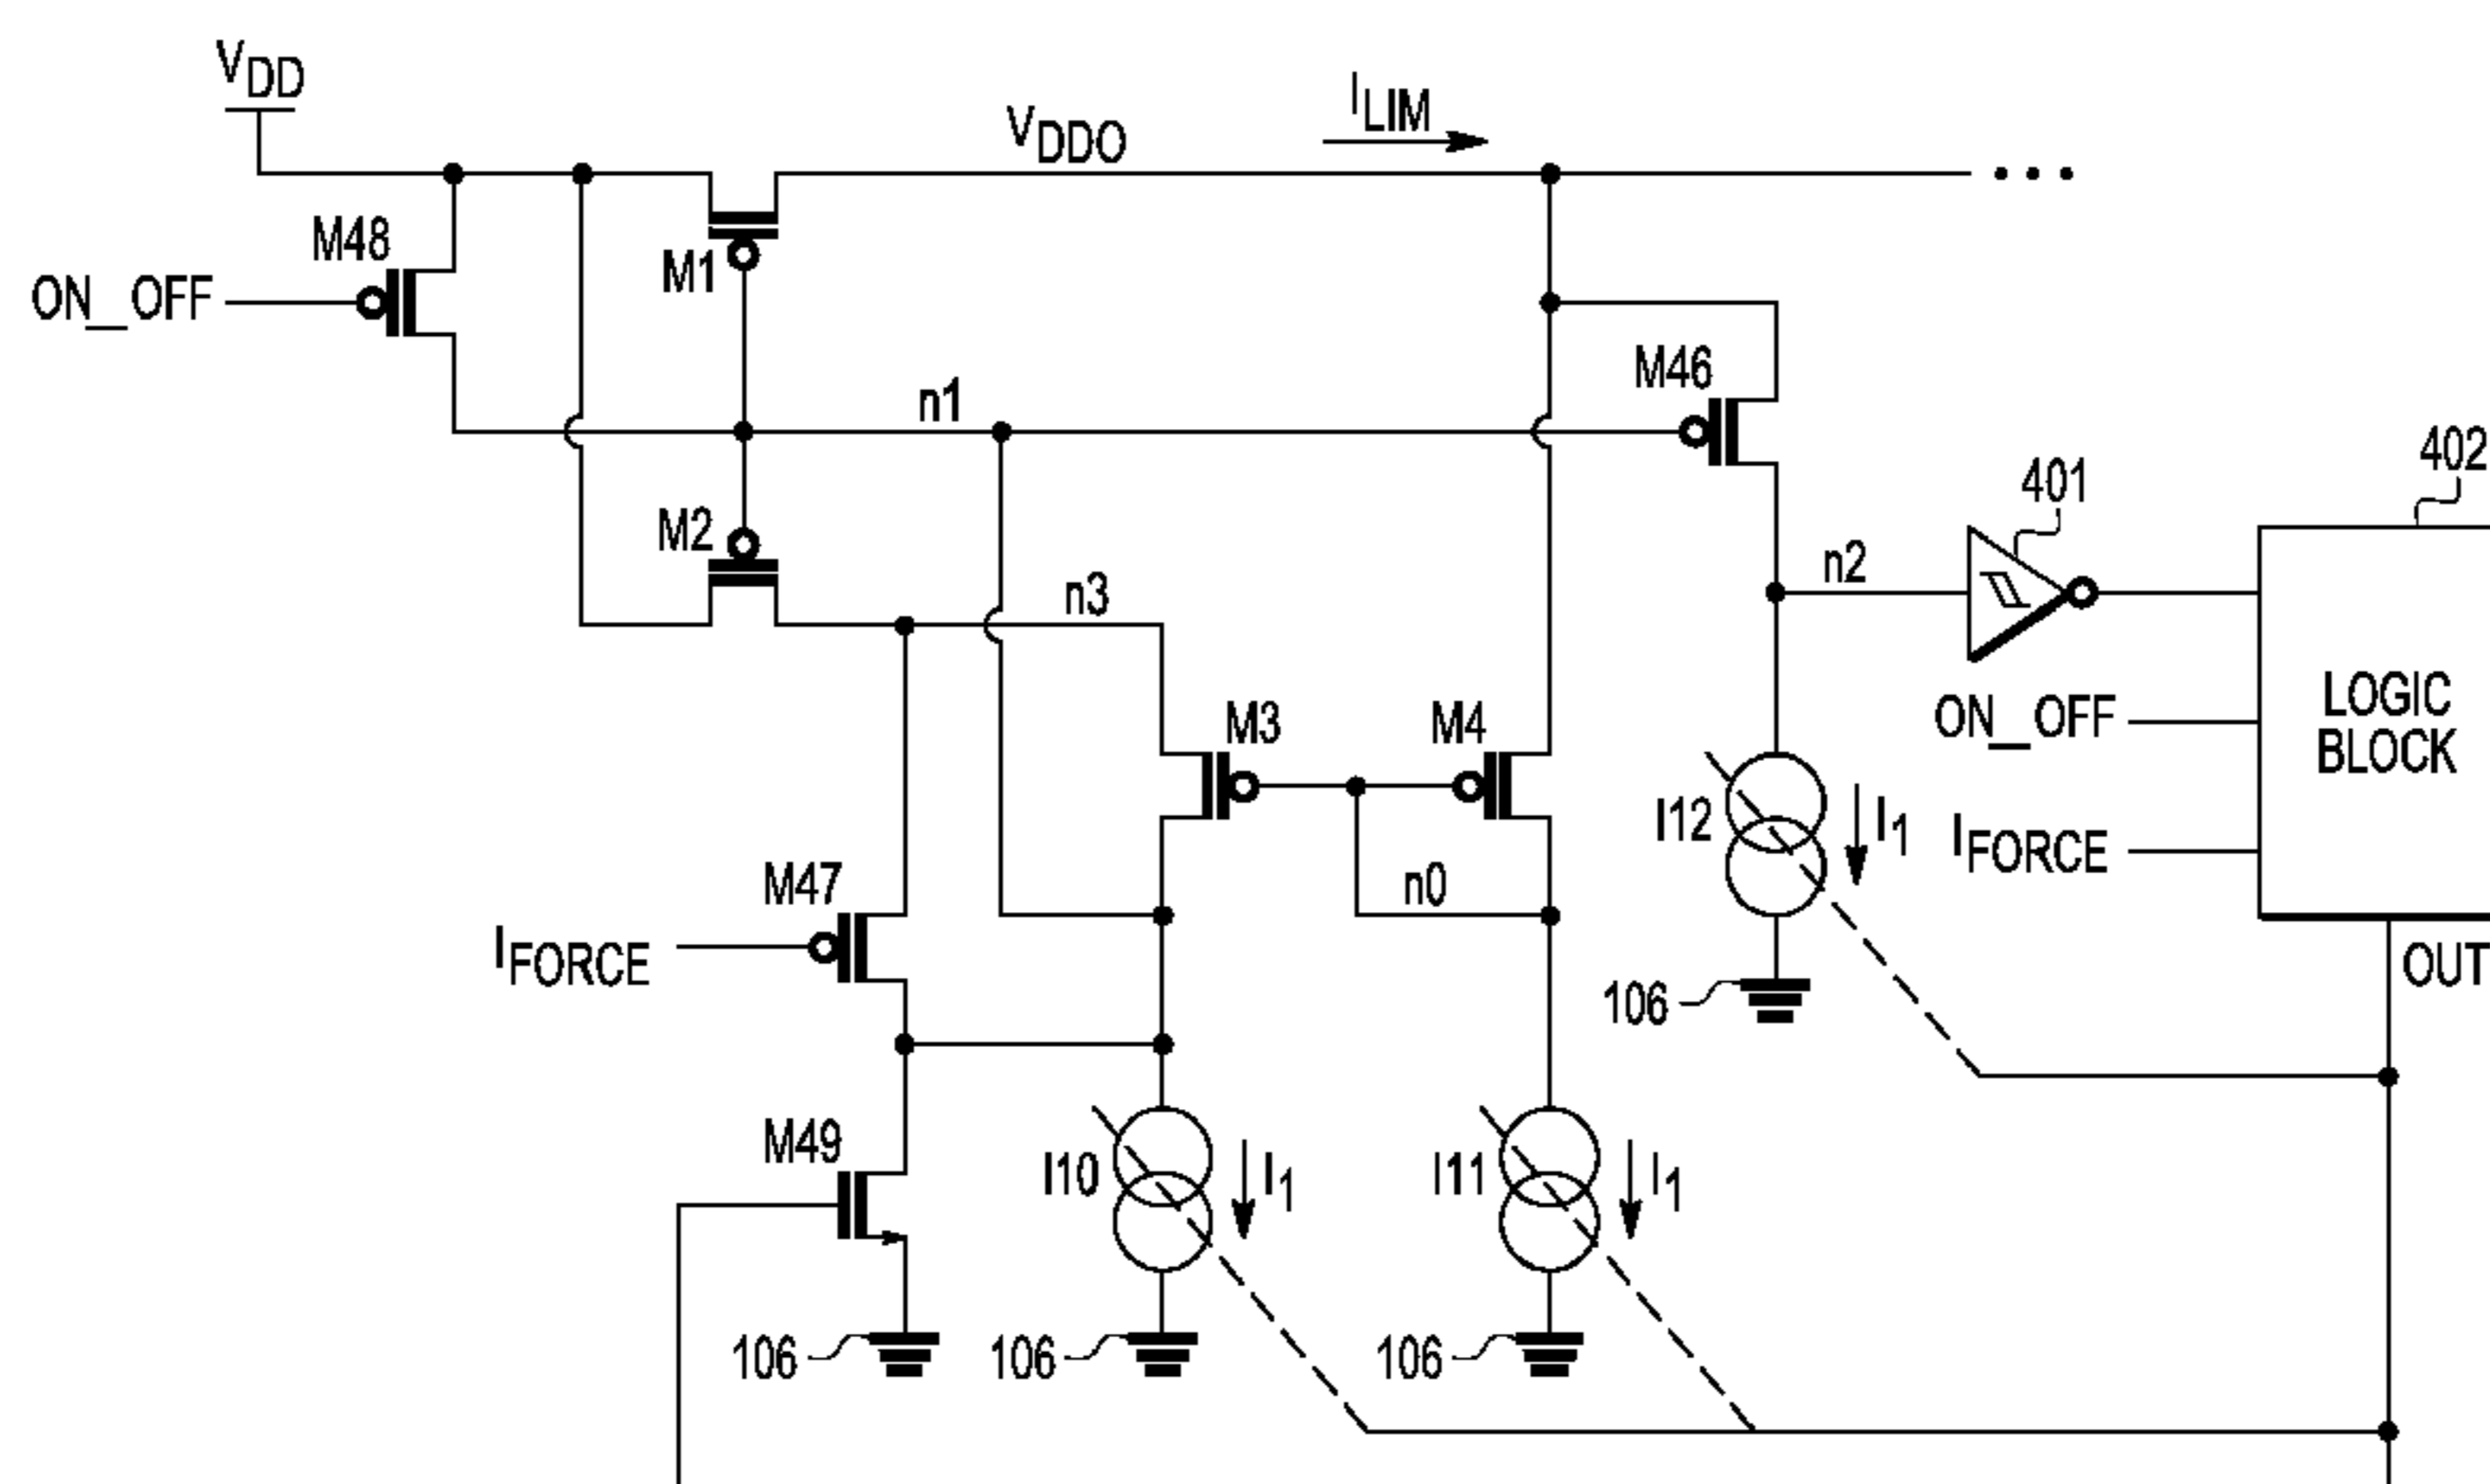 VDD
VDDO
ILIM
M48
ON_OFF
M1
n1
M46
402
401
M2
n2
n3
LOGIC
BLOCK
ON_OFF
M3
M4
I12
I1
IFORCE
M47
n0
IFORCE
OUT
106
M49
I10
I1
I11
I1
106
106
106